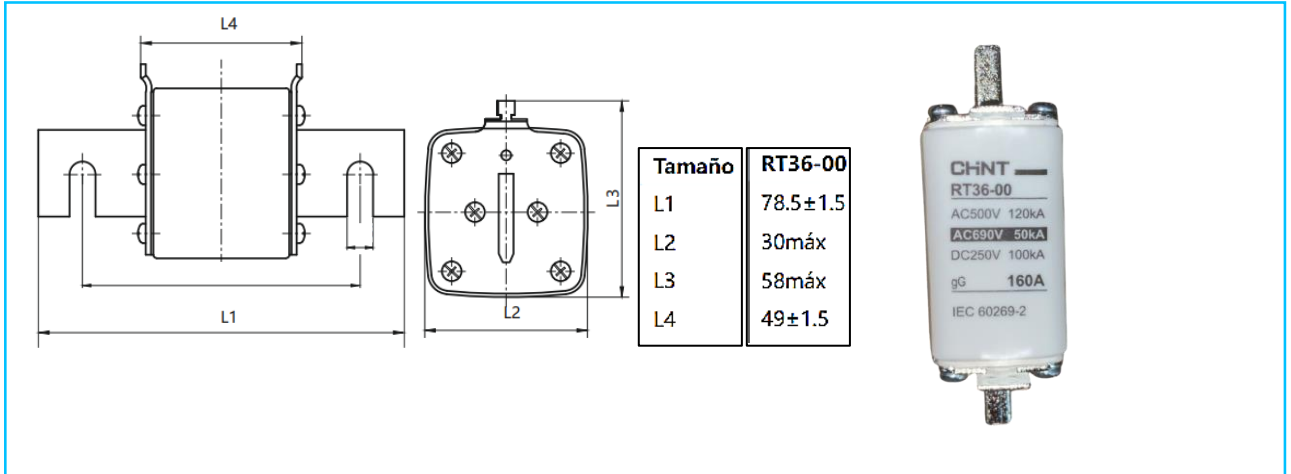 L4
L3
L1
L2
Tamaño RT36-00
L1 78.5±1.5
L2 30máx
L3 58máx
L4 49±1.5
CHNT
RT36-00
AC500V 120kA
AC690V 50kA
DC250V 100kA
gG 160A
IEC 60269-2